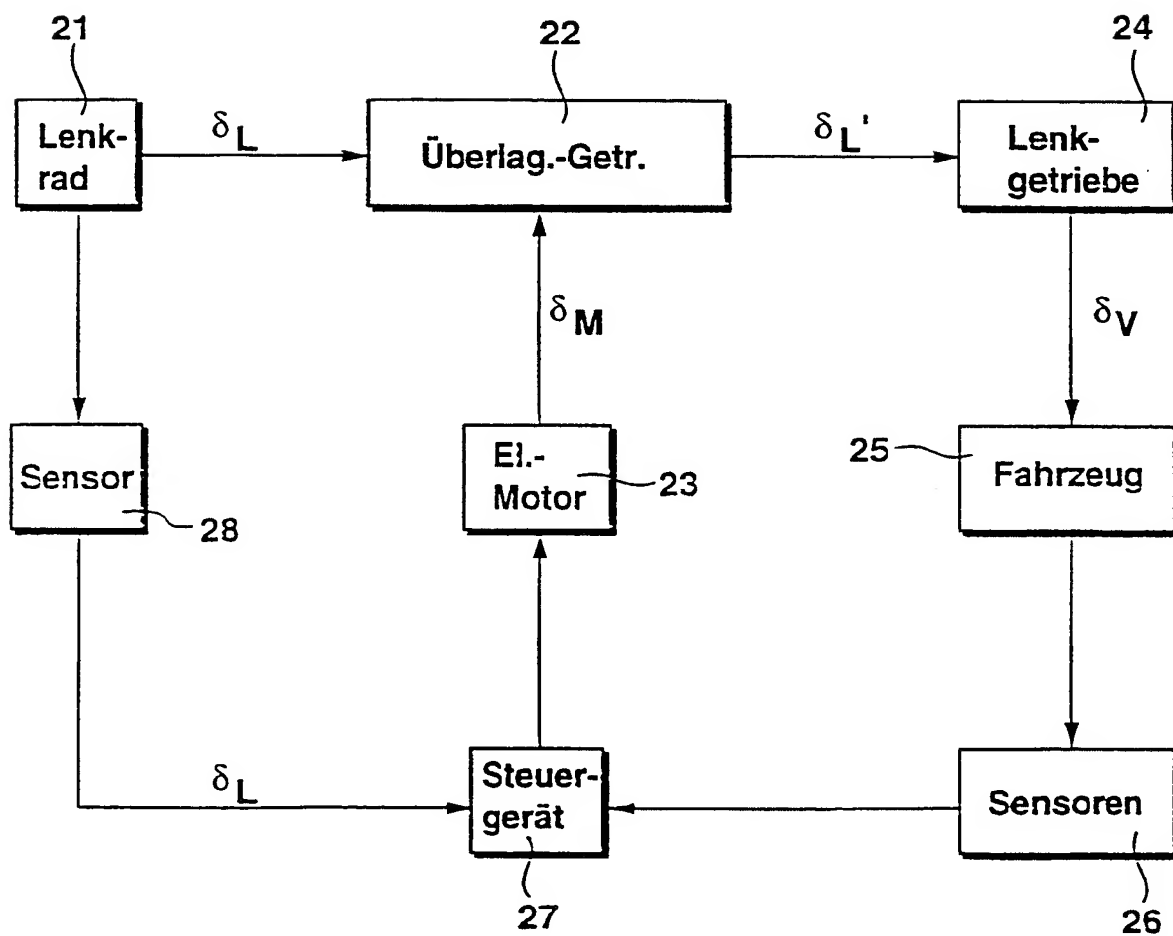 21
22
24
Lenk-
rad
δL
Überlag.-Getr.
δL'
Lenk-
getriebe
δM
δV
Sensor
28
El.-
Motor
23
25
Fahrzeug
δL
Steuer-
gerät
27
Sensoren
26